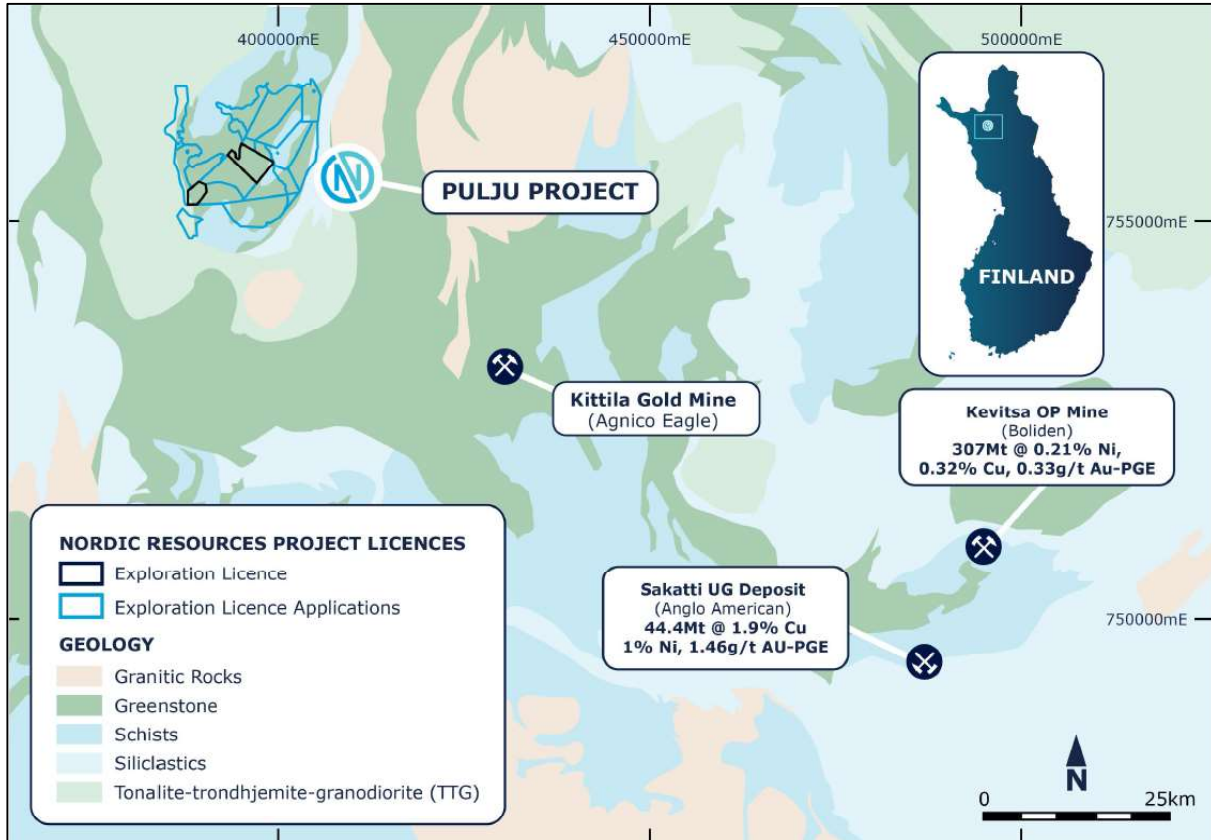 400000mE
450000mE
500000mE
N
PULJU PROJECT
755000mE
FINLAND
Kittila Gold Mine
(Agnico Eagle)
Kevitsa OP Mine
(Boliden)
307Mt @ 0.21% Ni,
0.32% Cu, 0.33g/t Au-PGE
Sakatti UG Deposit
(Anglo American)
44.4Mt @ 1.9% Cu
1% Ni, 1.46g/t AU-PGE
750000mE
NORDIC RESOURCES PROJECT LICENCES
Exploration Licence
Exploration Licence Applications
GEOLOGY
Granitic Rocks
Greenstone
Schists
Siliclastics
Tonalite-trondhjemite-granodiorite (TTG)
N
0 25km